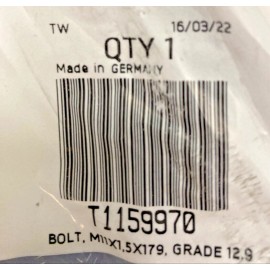 TW 16/03/22
QTY 1
Made in GERMANY
T1159970
BOLT, M11X1.5X179, GRADE 12.9